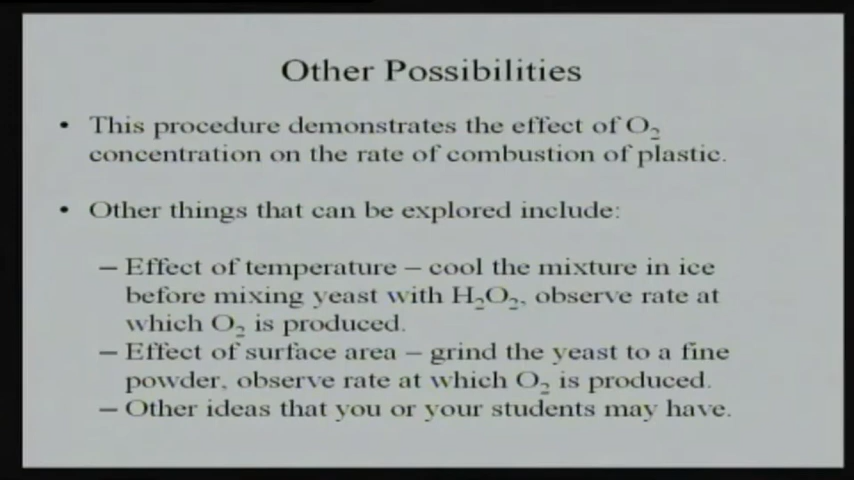 Other Possibilities
• This procedure demonstrates the effect of O₂
concentration on the rate of combustion of plastic.
• Other things that can be explored include:
– Effect of temperature – cool the mixture in ice
before mixing yeast with H₂O₂, observe rate at
which O₂ is produced.
– Effect of surface area – grind the yeast to a fine
powder, observe rate at which O₂ is produced.
– Other ideas that you or your students may have.